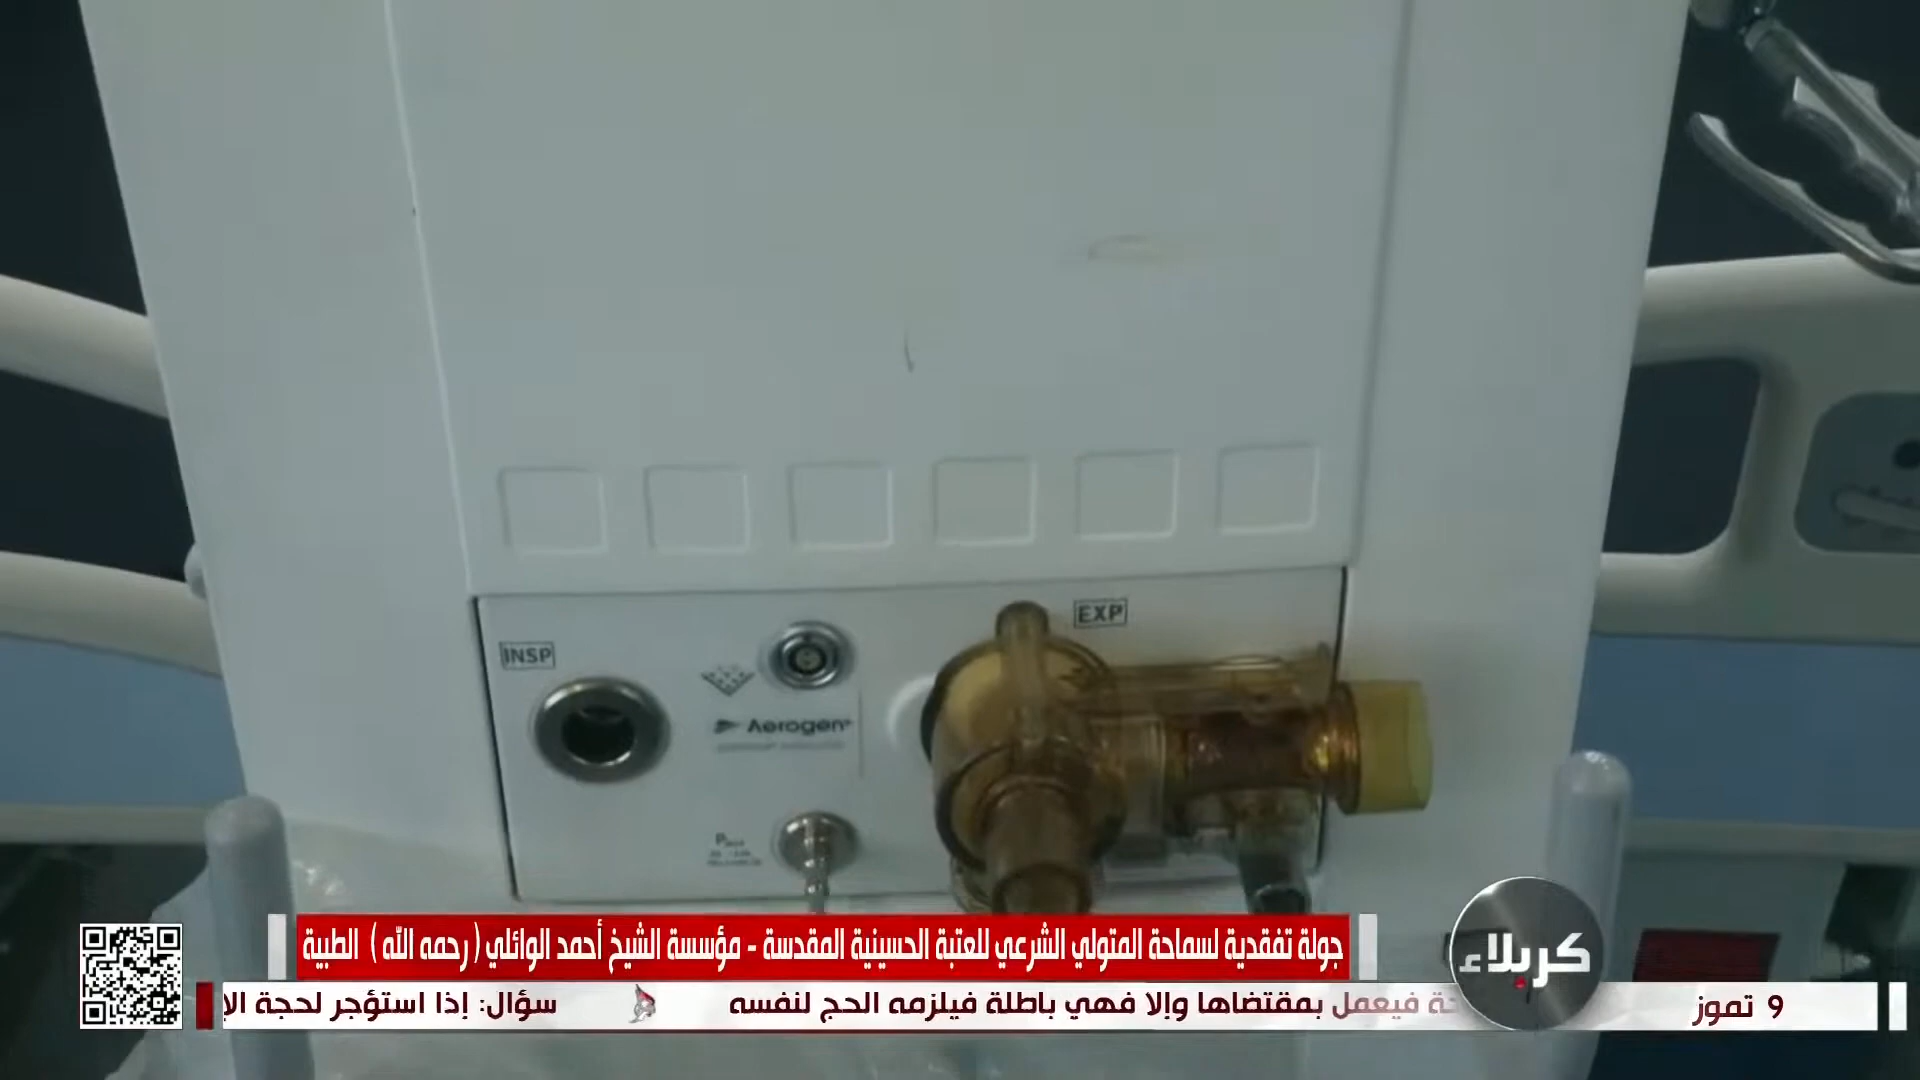 EXP
INSP
Aerogen
جولة تفقدية لسماحة المتولي الشرعي للعتبة الحسينية المقدسة - مؤسسة الشيخ أحمد الوائلي ( رحمه الله ) الطبية
كربلاء
9 تموز
فيعمل بمقتضاها وإلا فهي باطلة فيلزمه الحج لنفسه
سؤال: إذا استؤجر لحجة الإ